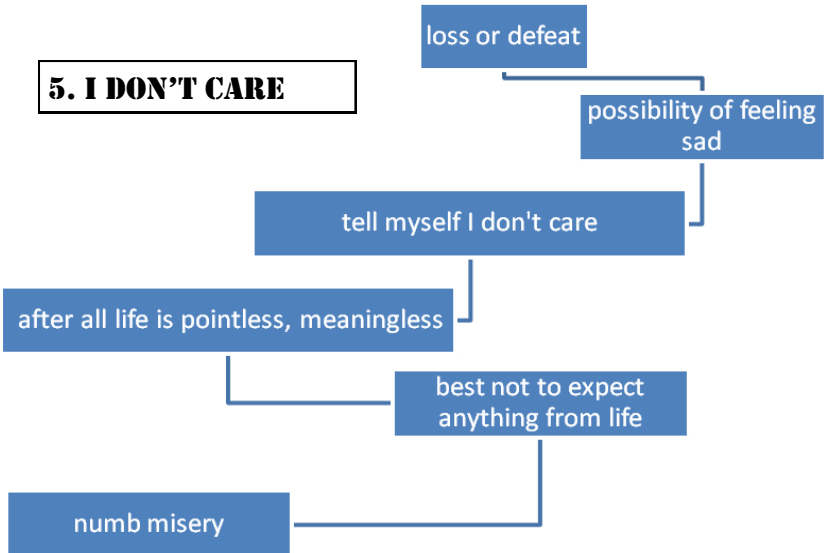 loss or defeat
5. I DON'T CARE
possibility of feeling
sad
tell myself I don't care
after all life is pointless, meaningless
best not to expect
anything from life
numb misery